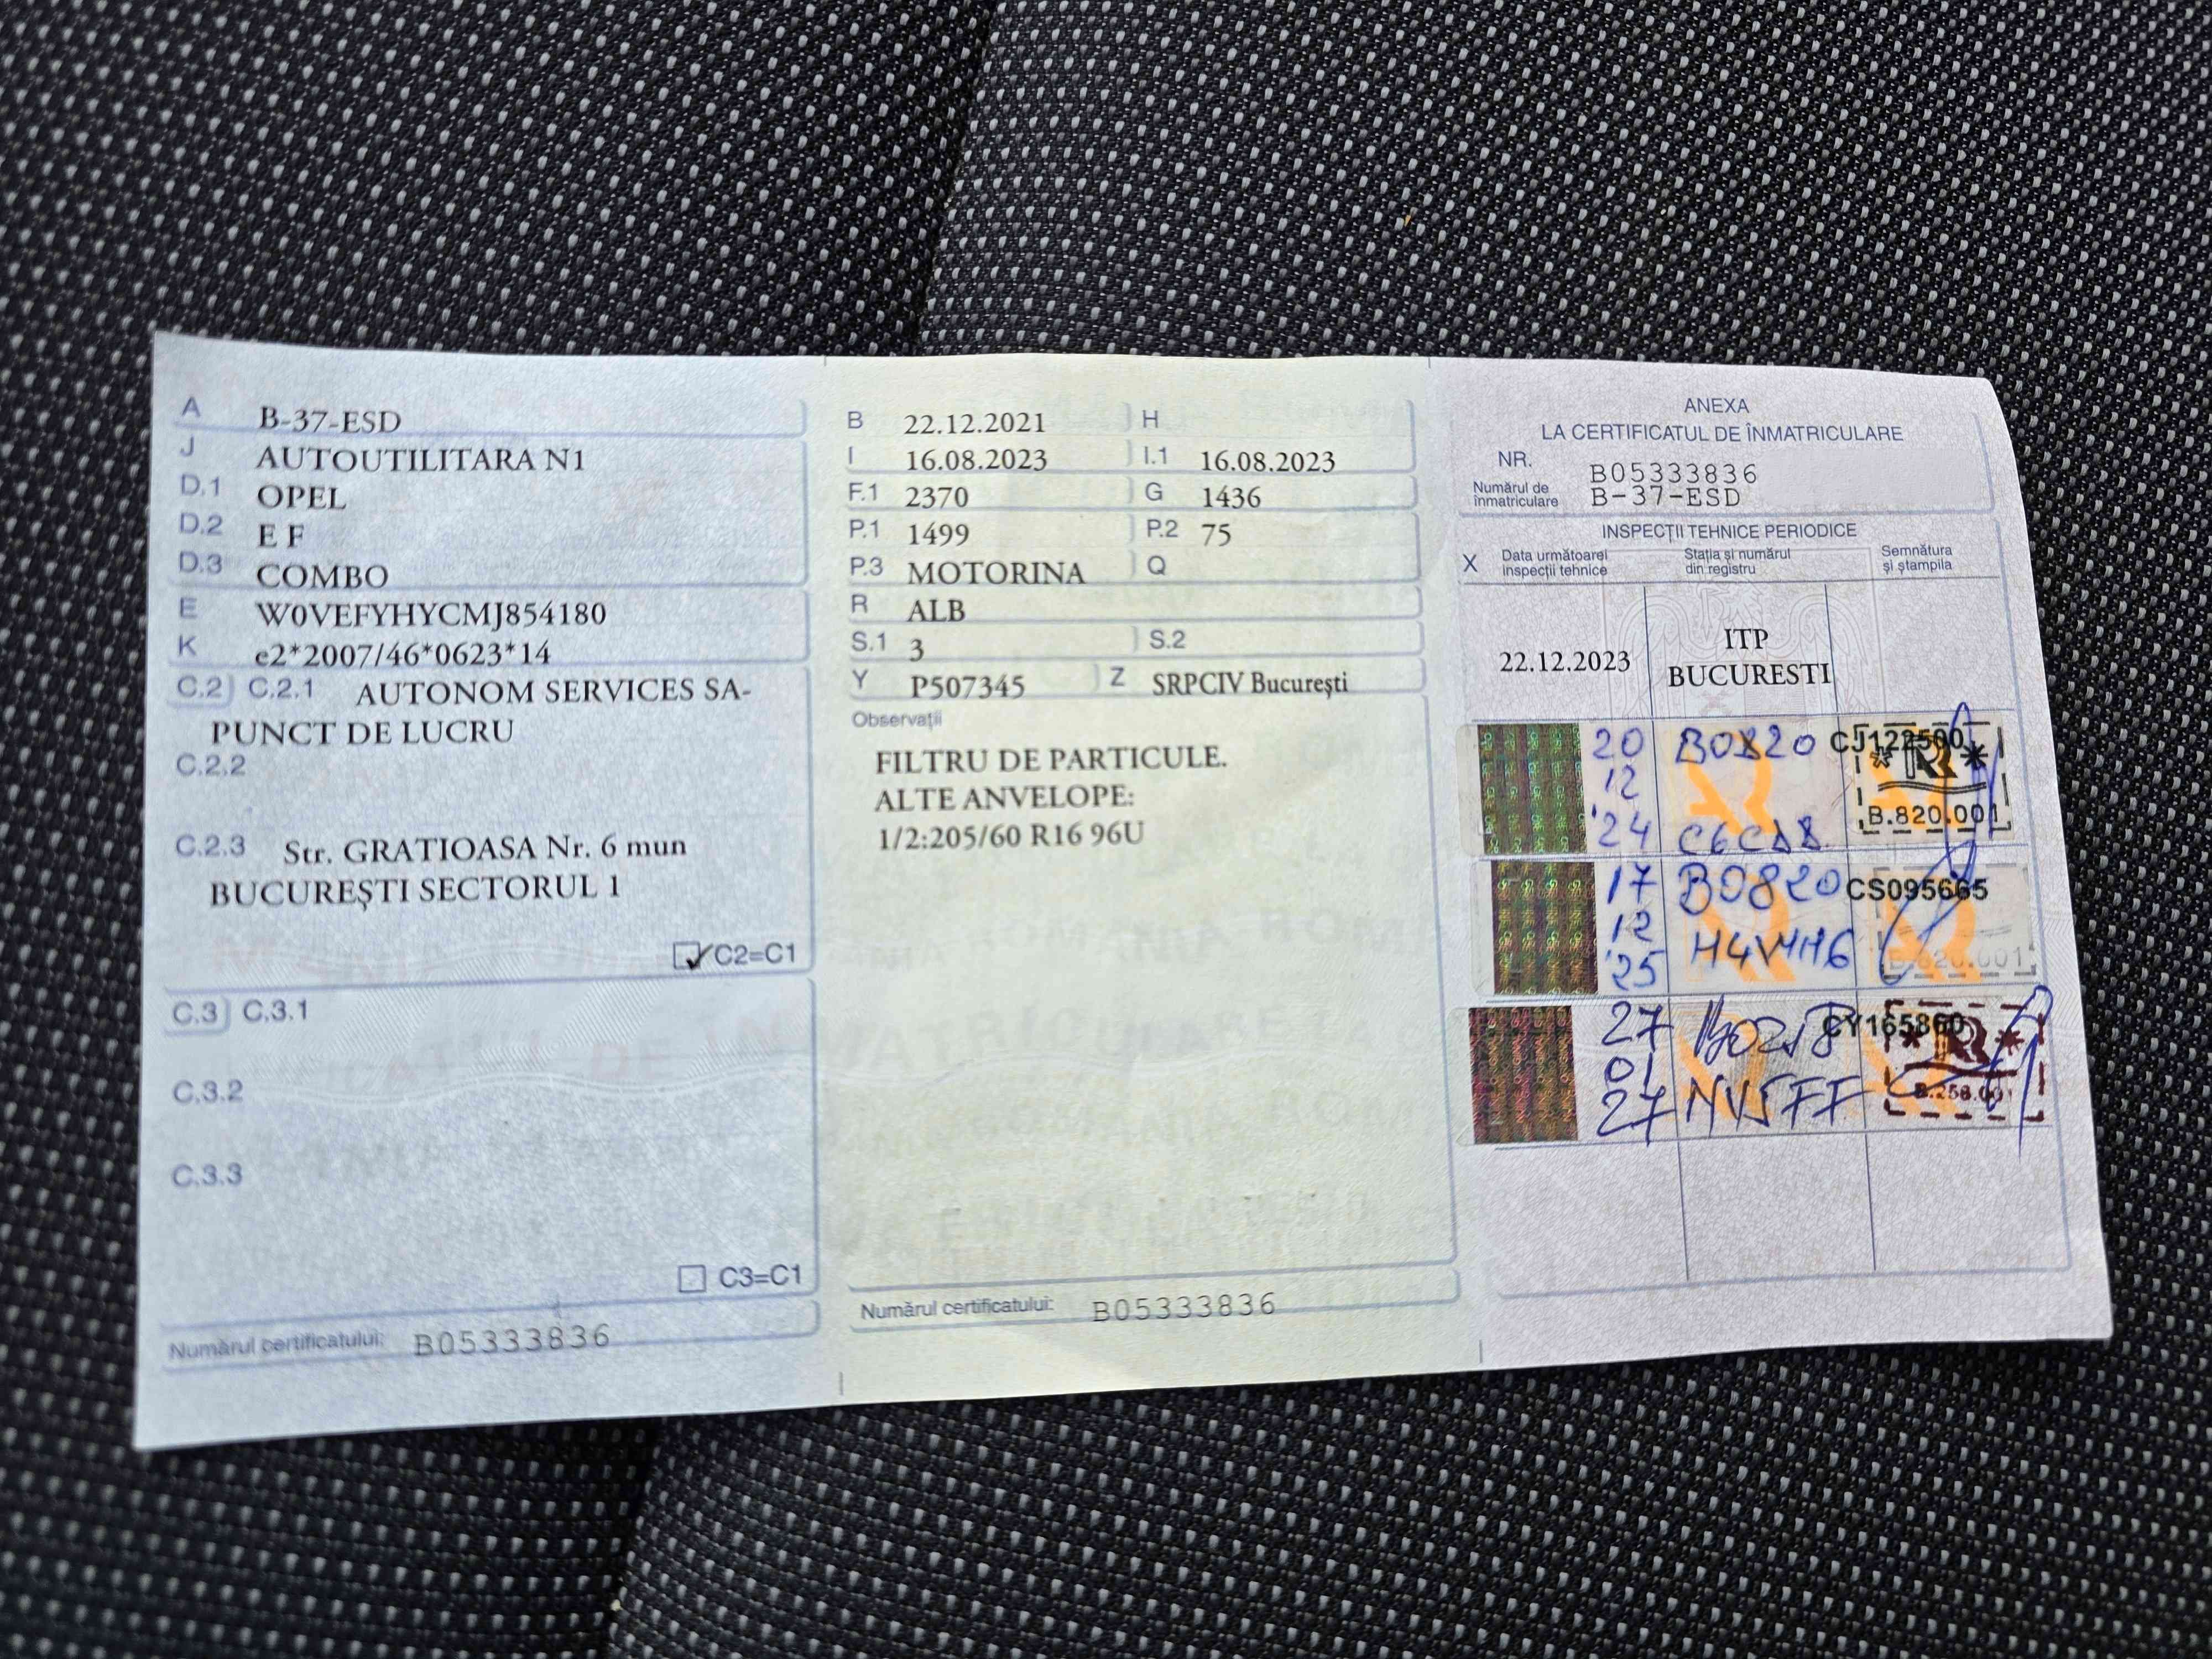 A B-37-ESD
J AUTOUTILITARA N1
D.1 OPEL
D.2 E F
D.3 COMBO
E W0VEFYHYCMJ854180
K e2*2007/46*0623*14
C.2 C.2.1 AUTONOM SERVICES SA-
PUNCT DE LUCRU
C.2.2
C.2.3 Str. GRATIOASA Nr. 6 mun
BUCUREŞTI SECTORUL 1
C2=C1
C.3 C.3.1
C.3.2
C.3.3
C3=C1
Numărul certificatului: B05333836
B 22.12.2021 H
I 16.08.2023 I.1 16.08.2023
F.1 2370 G 1436
P.1 1499 P.2 75
P.3 MOTORINA Q
R ALB
S.1 3 S.2
Y P507345 Z SRPCIV Bucureşti
Observaţii
FILTRU DE PARTICULE.
ALTE ANVELOPE:
1/2:205/60 R16 96U
Numărul certificatului: B05333836
ANEXA
LA CERTIFICATUL DE ÎNMATRICULARE
NR. B05333836
Numărul de
înmatriculare B-37-ESD
INSPECŢII TEHNICE PERIODICE
X Data următoarei
inspecţii tehnice
Staţia şi numărul
din registru
Semnătura
şi ştampila
22.12.2023
ITP
BUCURESTI
20
12
'24
B0820
CJ122500
R
B.820.001
17
12
'25
B0820
H4VHH6
CS095665
B.820.001
27
01
27
CY165860
R
B.258.001